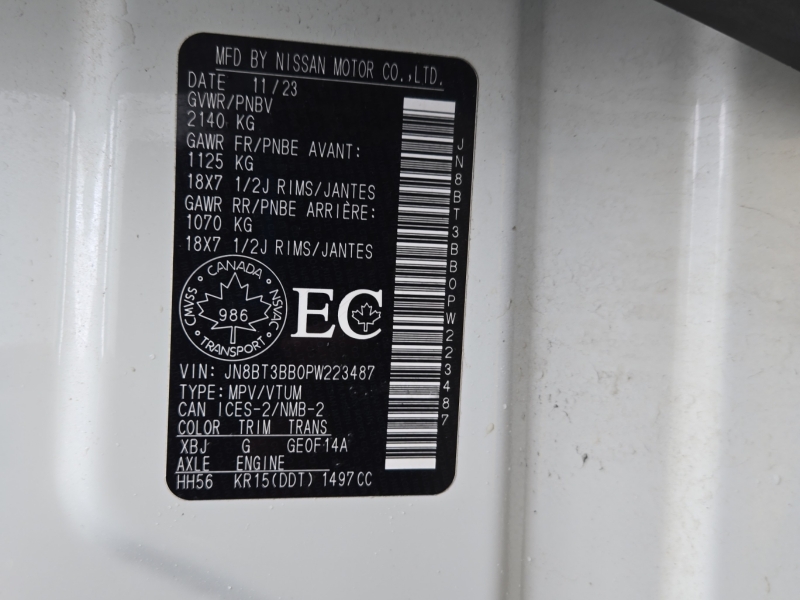 MFD BY NISSAN MOTOR CO.,LTD.
DATE 11/23
GVWR/PNBV
2140 KG
GAWR FR/PNBE AVANT:
1125 KG
18X7 1/2J RIMS/JANTES
GAWR RR/PNBE ARRIÈRE:
1070 KG
18X7 1/2J RIMS/JANTES
CANADA
CMVSS
NSVAC
986
TRANSPORT
EC
VIN: JN8BT3BB0PW223487
TYPE: MPV/VTUM
CAN ICES-2/NMB-2
COLOR TRIM TRANS
XBJ G GE0F14A
AXLE ENGINE
HH56 KR15(DDT) 1497CC
JN8BT3BB0PW223487